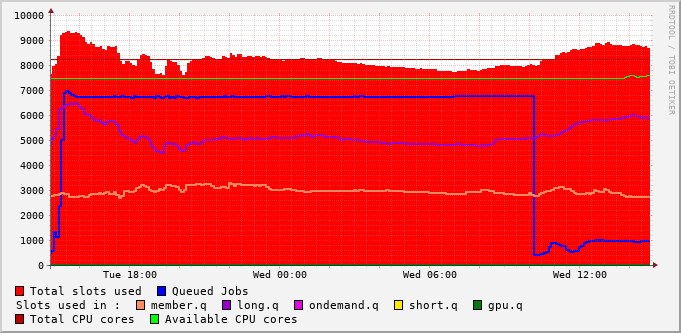 10000
9000
8000
7000
6000
5000
4000
3000
2000
1000
0
Tue 18:00 Wed 00:00 Wed 06:00 Wed 12:00
RRDTOOL / TOBI OETIKER
Total slots used Queued Jobs
Slots used in : member.q long.q ondemand.q short.q gpu.q
Total CPU cores Available CPU cores